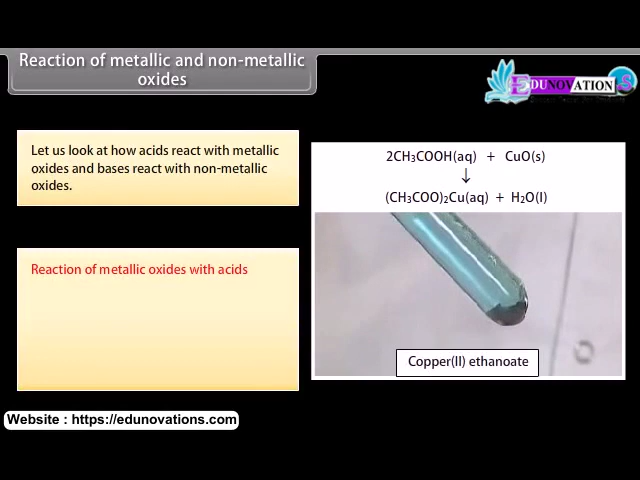 Reaction of metallic and non-metallic
oxides
EDUNOVATIONS
Let us look at how acids react with metallic
oxides and bases react with non-metallic
oxides.
2CH₃COOH(aq) + CuO(s)
↓
(CH₃COO)₂Cu(aq) + H₂O(l)
Reaction of metallic oxides with acids
Copper(II) ethanoate
Website : https://edunovations.com